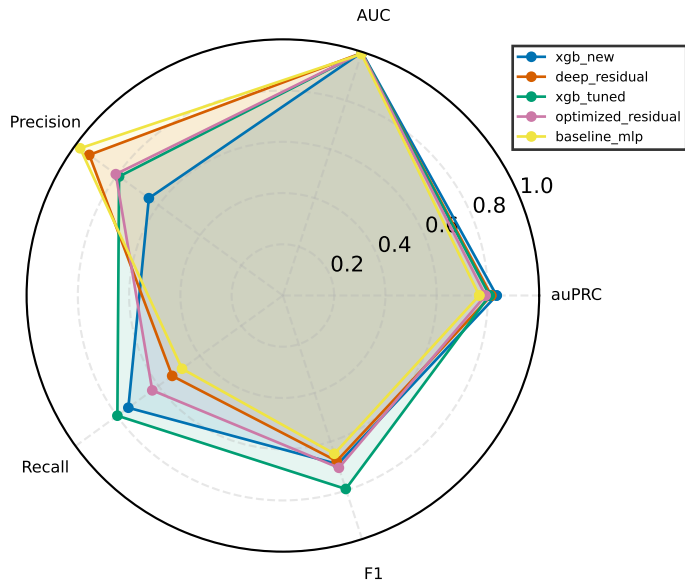 AUC
xgb_new
deep_residual
xgb_tuned
optimized_residual
baseline_mlp
Precision
1.0
0.8
0.6
0.4
0.2
auPRC
Recall
F1